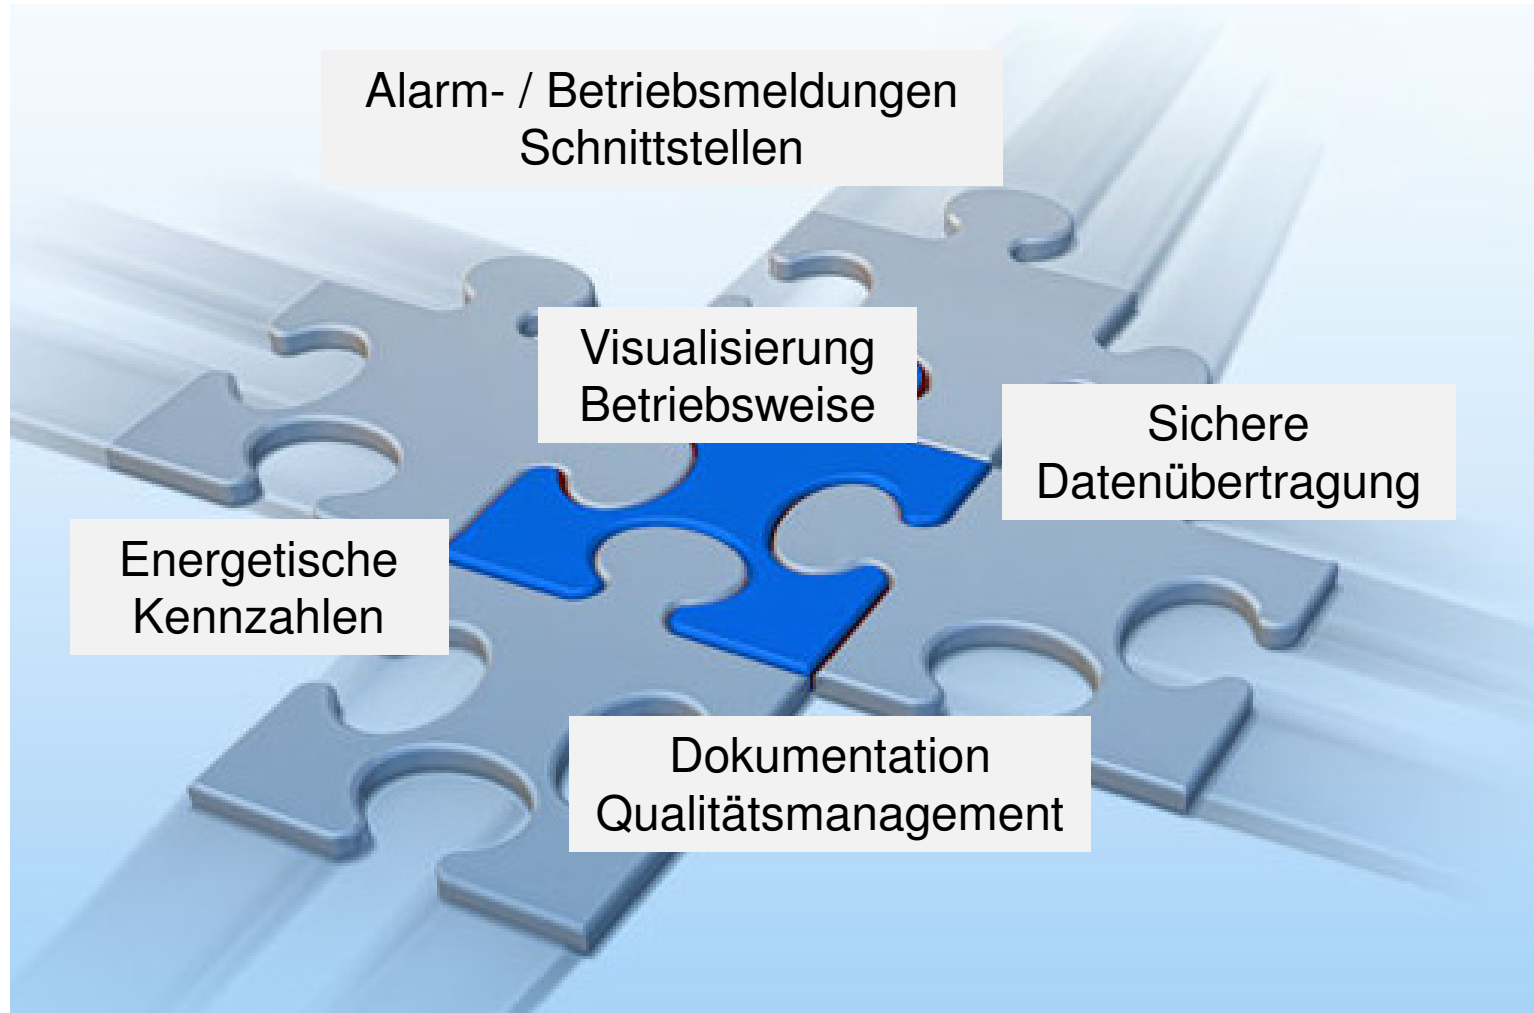 Alarm- / Betriebsmeldungen
Schnittstellen
Visualisierung
Betriebsweise
Sichere
Datenübertragung
Energetische
Kennzahlen
Dokumentation
Qualitätsmanagement